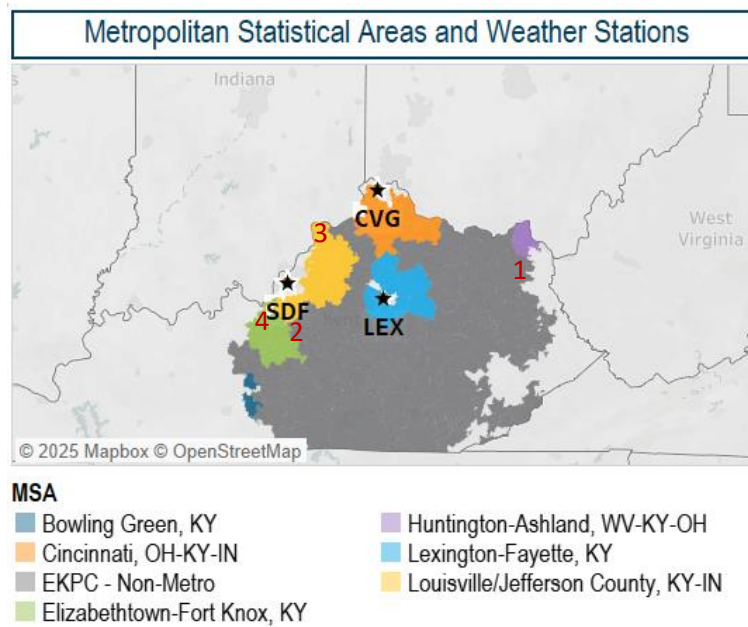 Metropolitan Statistical Areas and Weather Stations
Indiana
CVG
West
Virginia
3
1
SDF
LEX
4
2
© 2025 Mapbox © OpenStreetMap
MSA
Bowling Green, KY
Cincinnati, OH-KY-IN
EKPC - Non-Metro
Elizabethtown-Fort Knox, KY
Huntington-Ashland, WV-KY-OH
Lexington-Fayette, KY
Louisville/Jefferson County, KY-IN